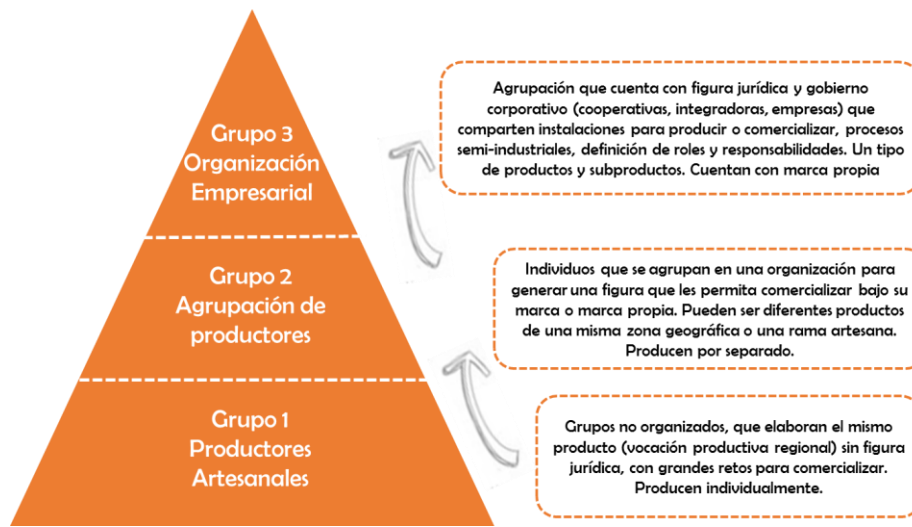 Grupo 3
Organización
Empresarial
Agrupación que cuenta con figura jurídica y gobierno
corporativo (cooperativas, integradoras, empresas) que
comparten instalaciones para producir o comercializar, procesos
semi-industriales, definición de roles y responsabilidades. Un tipo
de productos y subproductos. Cuentan con marca propia
Grupo 2
Agrupación de
productores
Individuos que se agrupan en una organización para
generar una figura que les permita comercializar bajo su
marca o marca propia. Pueden ser diferentes productos
de una misma zona geográfica o una rama artesana.
Producen por separado.
Grupo 1
Productores
Artesanales
Grupos no organizados, que elaboran el mismo
producto (vocación productiva regional) sin figura
jurídica, con grandes retos para comercializar.
Producen individualmente.